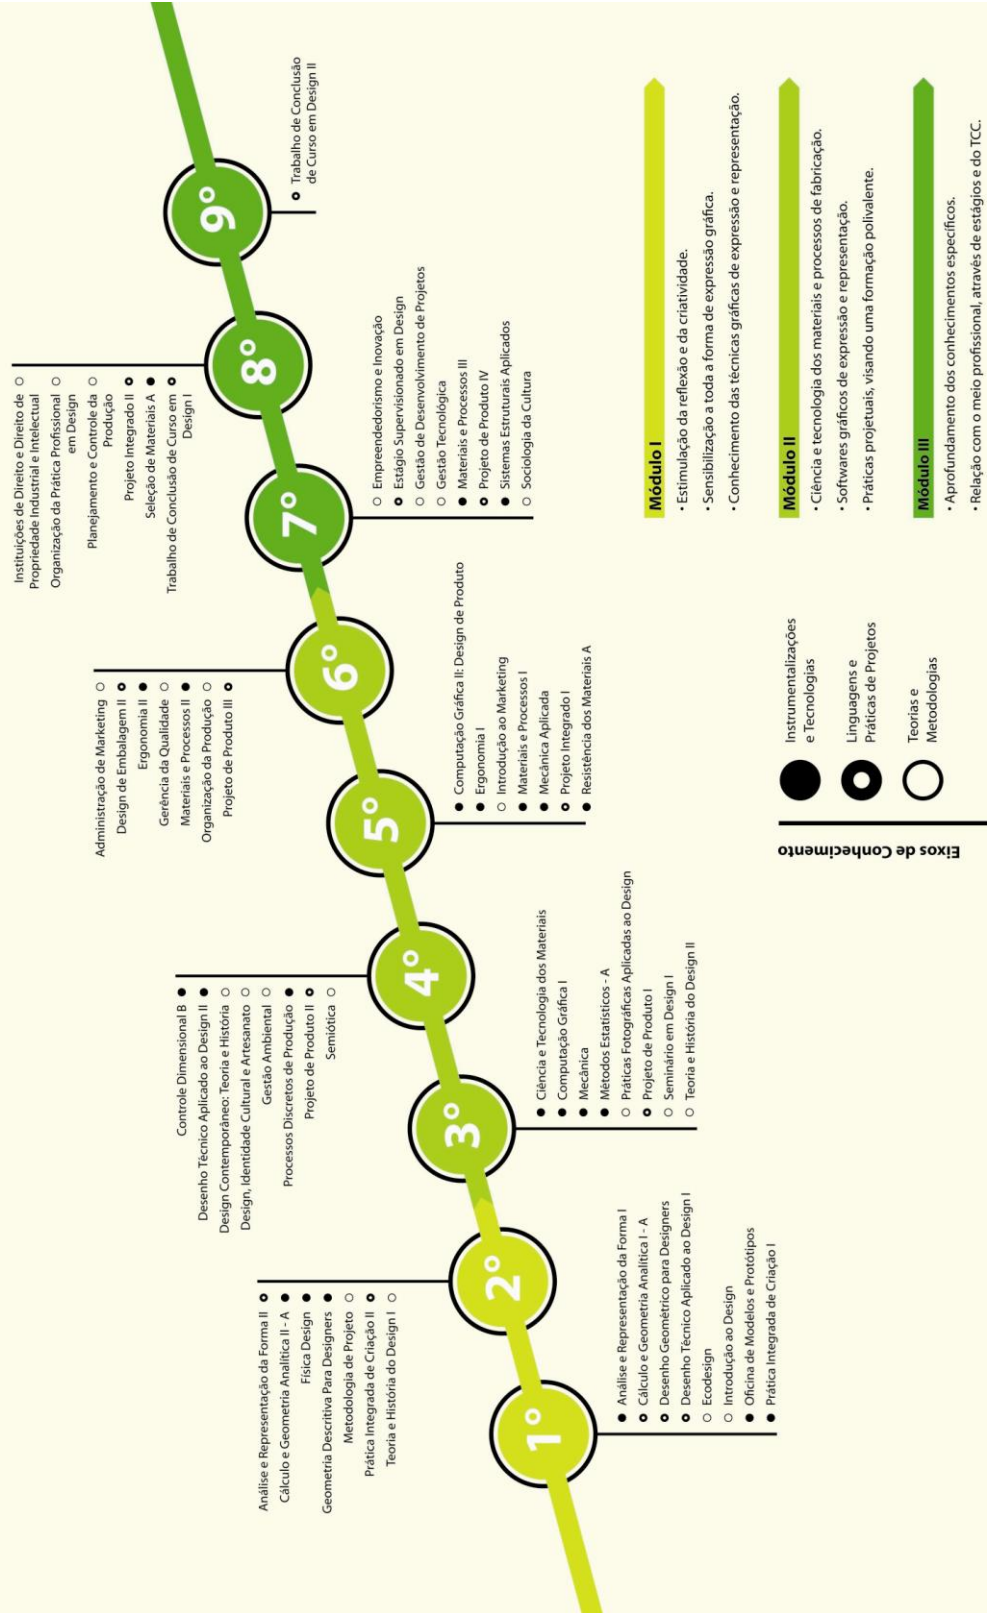 1º
Análise e Representação da Forma I
Cálculo e Geometria Analítica I - A
Desenho Geométrico para Designers
Desenho Técnico Aplicado ao Design I
Ecodesign
Introdução ao Design
Oficina de Modelos e Protótipos
Prática Integrada de Criação I
2º
Análise e Representação da Forma II
Cálculo e Geometria Analítica II - A
Física Design
Geometria Descritiva Para Designers
Metodologia de Projeto
Prática Integrada de Criação II
Teoria e História do Design I
3º
Ciência e Tecnologia dos Materiais
Computação Gráfica I
Mecânica
Métodos Estatísticos - A
Práticas Fotográficas Aplicadas ao Design
Projeto de Produto I
Seminário em Design I
Teoria e História do Design II
4º
Controle Dimensional B
Desenho Técnico Aplicado ao Design II
Design Contemporâneo: Teoria e História
Design, Identidade Cultural e Artesanato
Gestão Ambiental
Processos Discretos de Produção
Projeto de Produto II
Semiótica
5º
Computação Gráfica II: Design de Produto
Ergonomia I
Introdução ao Marketing
Materiais e Processos I
Mecânica Aplicada
Projeto Integrado I
Resistência dos Materiais A
6º
Administração de Marketing
Design de Embalagem II
Ergonomia II
Gerência da Qualidade
Materiais e Processos II
Organização da Produção
Projeto de Produto III
7º
Empreendedorismo e Inovação
Estágio Supervisionado em Design
Gestão de Desenvolvimento de Projetos
Gestão Tecnológica
Materiais e Processos III
Projeto de Produto IV
Sistemas Estruturais Aplicados
Sociologia da Cultura
8º
Instituições de Direito e Direito de
Propriedade Industrial e Intelectual
Organização da Prática Profissional
em Design
Planejamento e Controle da
Produção
Projeto Integrado II
Seleção de Materiais A
Trabalho de Conclusão de Curso em
Design I
9º
Trabalho de Conclusão
de Curso em Design II
Eixos de Conhecimento
Instrumentalizações
e Tecnologias
Linguagens e
Práticas de Projetos
Teorias e
Metodologias
Módulo I
• Estimulação da reflexão e da criatividade.
• Sensibilização a toda a forma de expressão gráfica.
• Conhecimento das técnicas gráficas de expressão e representação.
Módulo II
• Ciência e tecnologia dos materiais e processos de fabricação.
• Softwares gráficos de expressão e representação.
• Práticas projetuais, visando uma formação polivalente.
Módulo III
• Aprofundamento dos conhecimentos específicos.
• Relação com o meio profissional, através de estágios e do TCC.